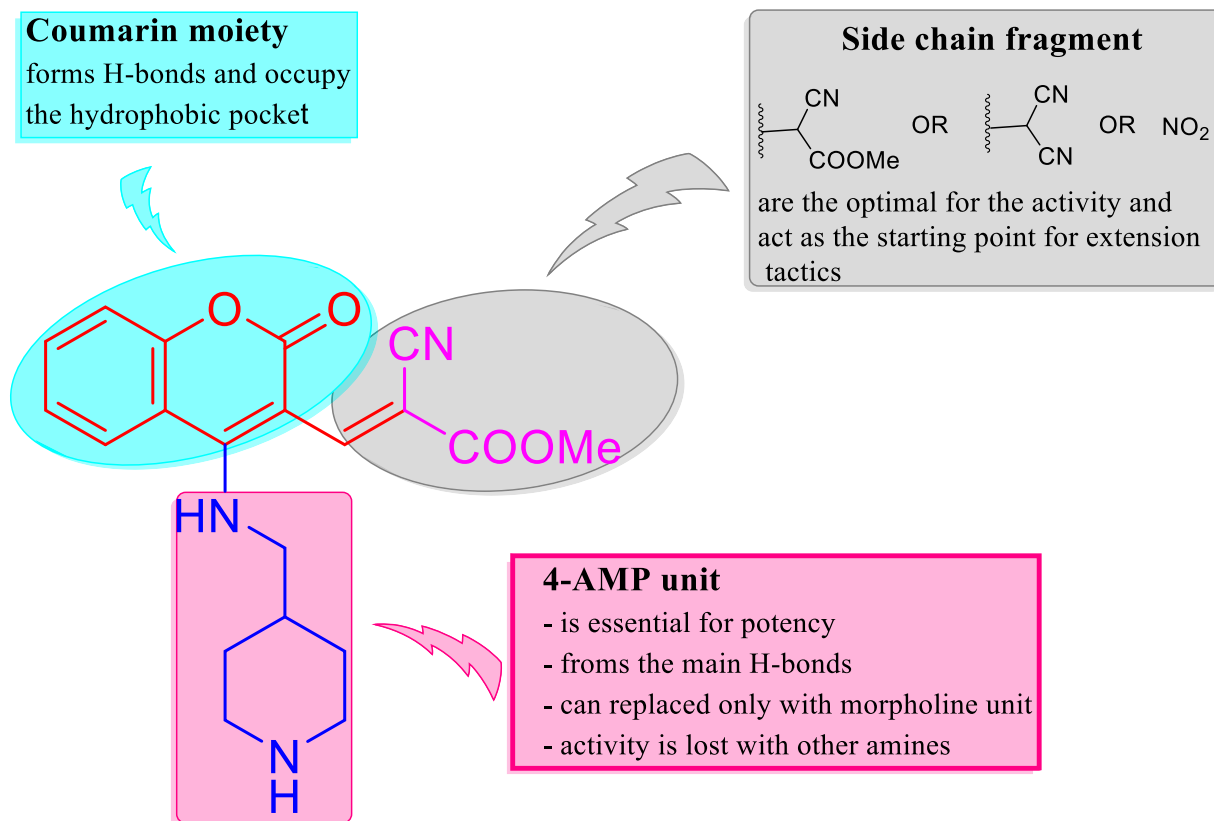 Coumarin moiety
forms H-bonds and occupy
the hydrophobic pocket
Side chain fragment
CN
COOMe
OR
CN
CN
OR
NO2
are the optimal for the activity and
act as the starting point for extension
tactics
O
O
CN
COOMe
HN
N
H
4-AMP unit
- is essential for potency
- froms the main H-bonds
- can replaced only with morpholine unit
- activity is lost with other amines